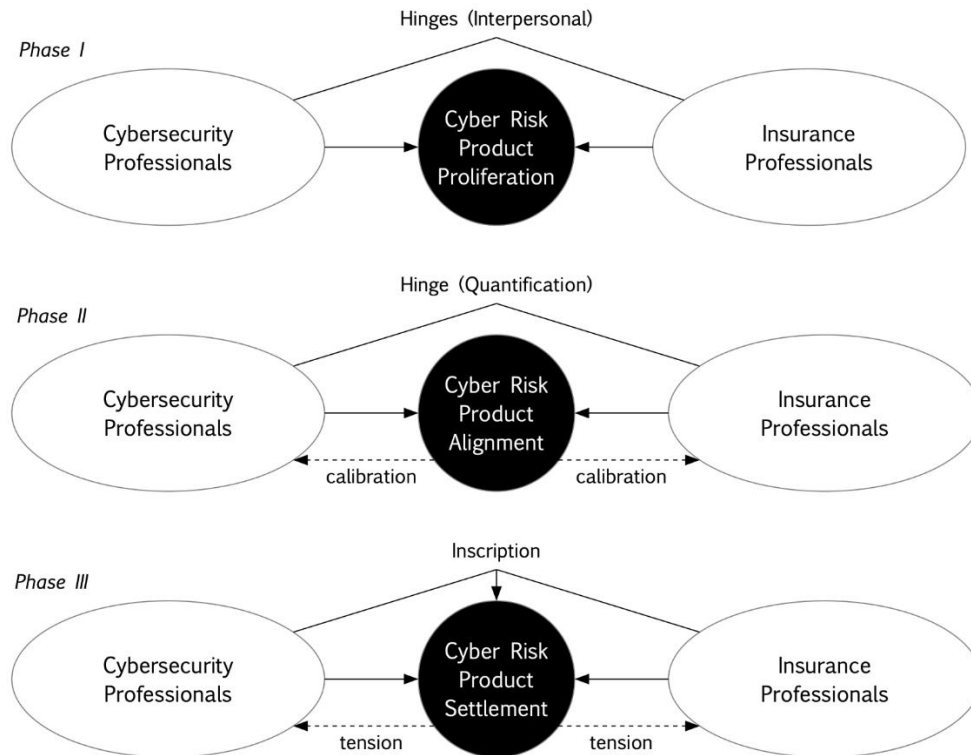 Hinges (Interpersonal)
Phase I
Cybersecurity
Professionals
Cyber Risk
Product
Proliferation
Insurance
Professionals
Hinge (Quantification)
Phase II
Cybersecurity
Professionals
Cyber Risk
Product
Alignment
Insurance
Professionals
calibration
calibration
Inscription
Phase III
Cybersecurity
Professionals
Cyber Risk
Product
Settlement
Insurance
Professionals
tension
tension